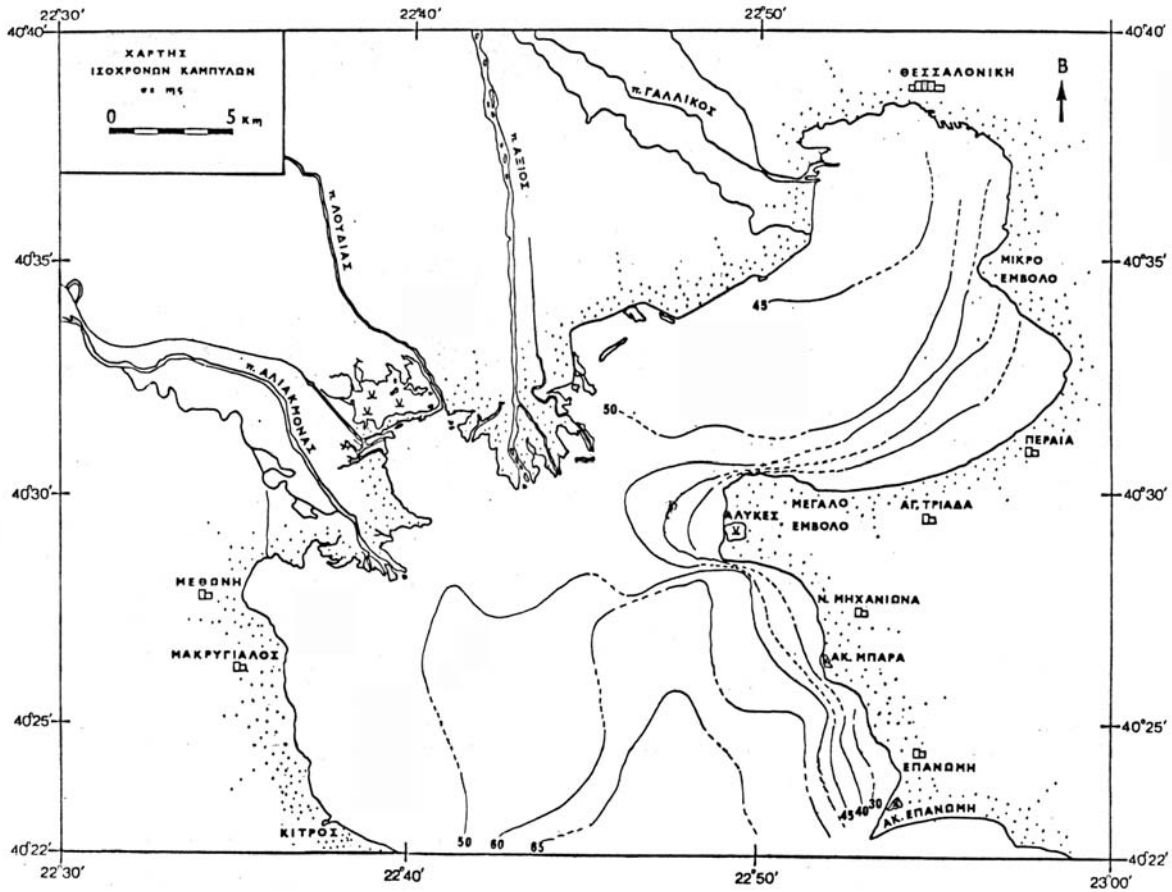 22°30'
22°40'
22°50'
40°40'
40°40'
ΧΑΡΤΗΣ
ΙΣΟΧΡΟΝΩΝ ΚΑΜΠΥΛΩΝ
σε ms
0 5 Km
Β
ΘΕΣΣΑΛΟΝΙΚΗ
π. ΓΑΛΛΙΚΟΣ
π. ΑΞΙΟΣ
π. ΛΟΥΔΙΑΣ
40°35'
40°35'
ΜΙΚΡΟ
ΕΜΒΟΛΟ
45
π. ΑΛΙΑΚΜΟΝΑΣ
50
ΠΕΡΑΙΑ
40°30'
40°30'
ΜΕΓΑΛΟ
ΕΜΒΟΛΟ
ΑΓ. ΤΡΙΑΔΑ
ΑΛΥΚΕΣ
ΜΕΘΩΝΗ
Ν. ΜΗΧΑΝΙΩΝΑ
ΜΑΚΡΥΓΙΑΛΟΣ
ΑΚ. ΜΠΑΡΑ
40°25'
40°25'
ΕΠΑΝΩΜΗ
45 40 30
ΑΚ. ΕΠΑΝΩΜΗ
ΚΙΤΡΟΣ
50
60
65
40°22'
40°22'
22°30'
22°40'
22°50'
23°00'